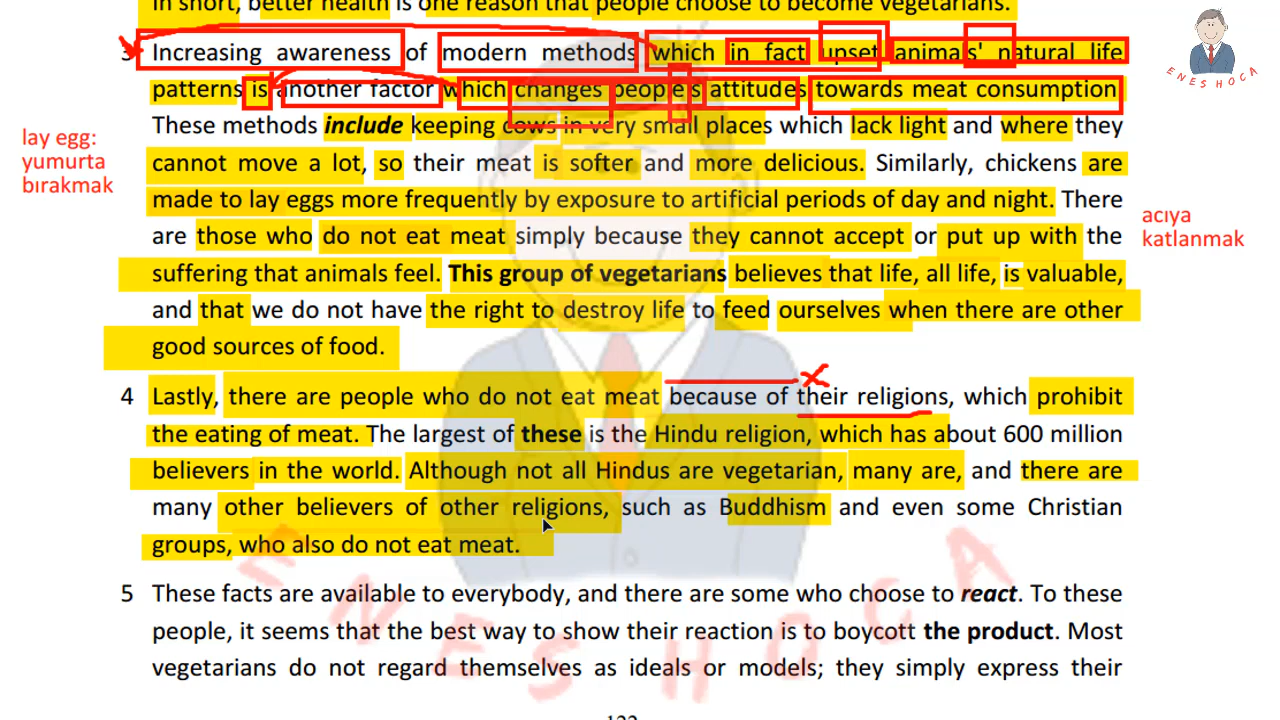 In short, better health is one reason that people choose to become vegetarians.
3 Increasing awareness of modern methods which in fact upset animals' natural life
patterns is another factor which changes people's attitudes towards meat consumption
These methods include keeping cows in very small places which lack light and where they
cannot move a lot, so their meat is softer and more delicious. Similarly, chickens are
made to lay eggs more frequently by exposure to artificial periods of day and night. There
are those who do not eat meat simply because they cannot accept or put up with the
suffering that animals feel. This group of vegetarians believes that life, all life, is valuable,
and that we do not have the right to destroy life to feed ourselves when there are other
good sources of food.
4 Lastly, there are people who do not eat meat because of their religions, which prohibit
the eating of meat. The largest of these is the Hindu religion, which has about 600 million
believers in the world. Although not all Hindus are vegetarian, many are, and there are
many other believers of other religions, such as Buddhism and even some Christian
groups, who also do not eat meat.
5 These facts are available to everybody, and there are some who choose to react. To these
people, it seems that the best way to show their reaction is to boycott the product. Most
vegetarians do not regard themselves as ideals or models; they simply express their
lay egg:
yumurta
bırakmak
acıya
katlanmak
ENES HOCA
ENES HOCA